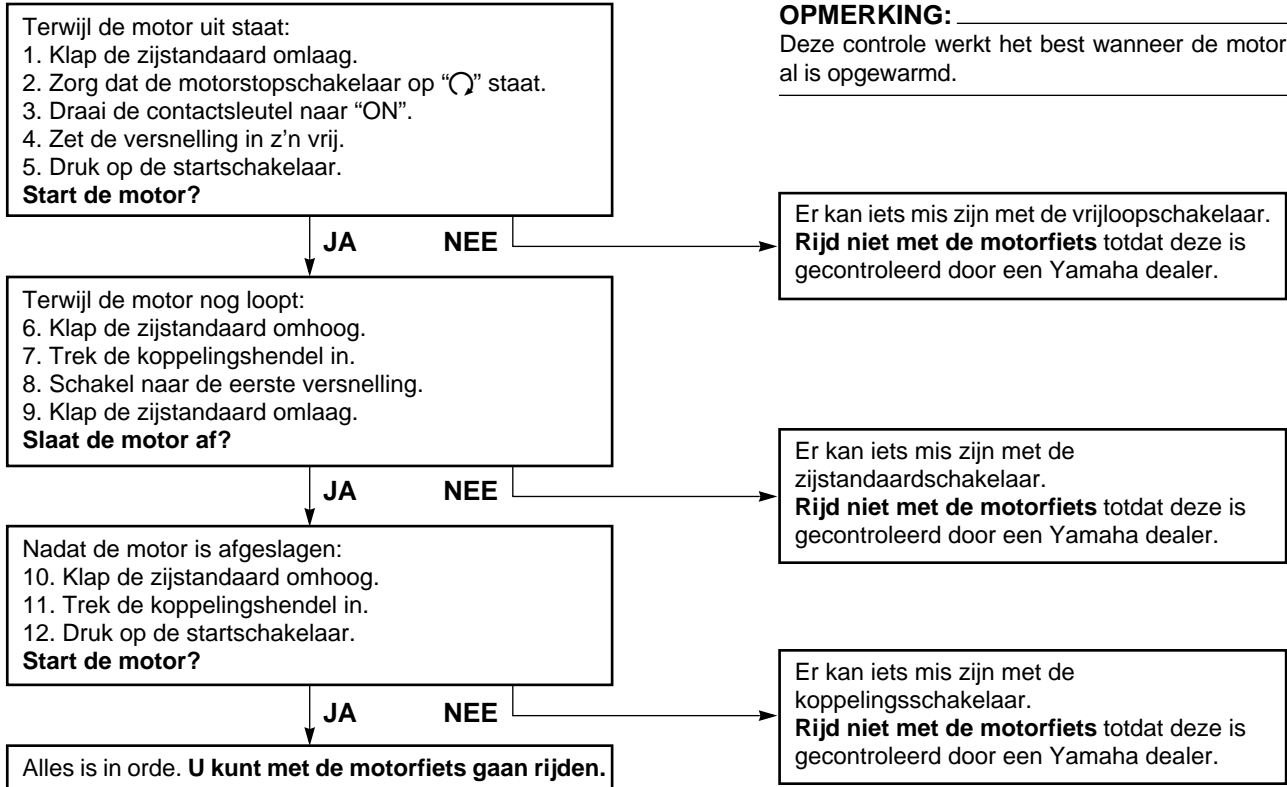 Terwijl de motor uit staat:
1. Klap de zijstandaard omlaag.
2. Zorg dat de motorstopschakelaar op “” staat.
3. Draai de contactsleutel naar “ON”.
4. Zet de versnelling in z’n vrij.
5. Druk op de startschakelaar.
Start de motor?
OPMERKING:
Deze controle werkt het best wanneer de motor
al is opgewarmd.
JA NEE
Er kan iets mis zijn met de vrijloopschakelaar.
Rijd niet met de motorfiets totdat deze is
gecontroleerd door een Yamaha dealer.
Terwijl de motor nog loopt:
6. Klap de zijstandaard omhoog.
7. Trek de koppelingshendel in.
8. Schakel naar de eerste versnelling.
9. Klap de zijstandaard omlaag.
Slaat de motor af?
JA NEE
Er kan iets mis zijn met de
zijstandaardschakelaar.
Rijd niet met de motorfiets totdat deze is
gecontroleerd door een Yamaha dealer.
Nadat de motor is afgeslagen:
10. Klap de zijstandaard omhoog.
11. Trek de koppelingshendel in.
12. Druk op de startschakelaar.
Start de motor?
JA NEE
Er kan iets mis zijn met de
koppelingsschakelaar.
Rijd niet met de motorfiets totdat deze is
gecontroleerd door een Yamaha dealer.
Alles is in orde. U kunt met de motorfiets gaan rijden.